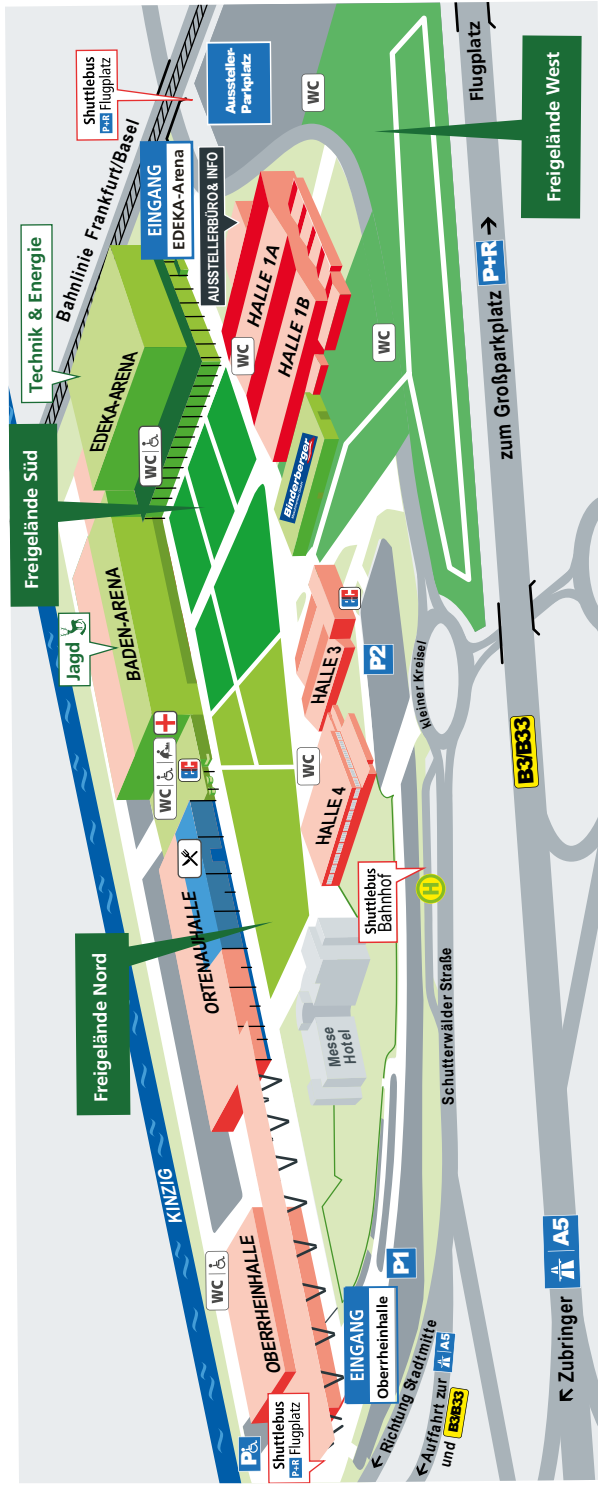 KINZIG
P
Shuttlebus
P+R Flugplatz
OBERRHEINHALLE
WC
EINGANG
Oberrheinhalle
P1
Richtung Stadtmitte
Auffahrt zur A5
und B3/B33
Zubringer A5
Schutterwälder Straße
Messe
Hotel
Freigelände Nord
ORTENAUHALLE
WC
EC
Shuttlebus
Bahnhof
H
HALLE 4
WC
HALLE 3
EC
P2
kleiner Kreisel
B3/B33
Jagd
BADEN-ARENA
Freigelände Süd
WC
EDEKA-ARENA
Technik & Energie
Bahnlinie Frankfurt/Basel
Binderberger
WC
HALLE 1A
HALLE 1B
WC
AUSSTELLERBÜRO & INFO
EINGANG
EDEKA-Arena
Shuttlebus
P+R Flugplatz
Aussteller-
Parkplatz
WC
zum Großparkplatz P+R
Flugplatz
Freigelände West